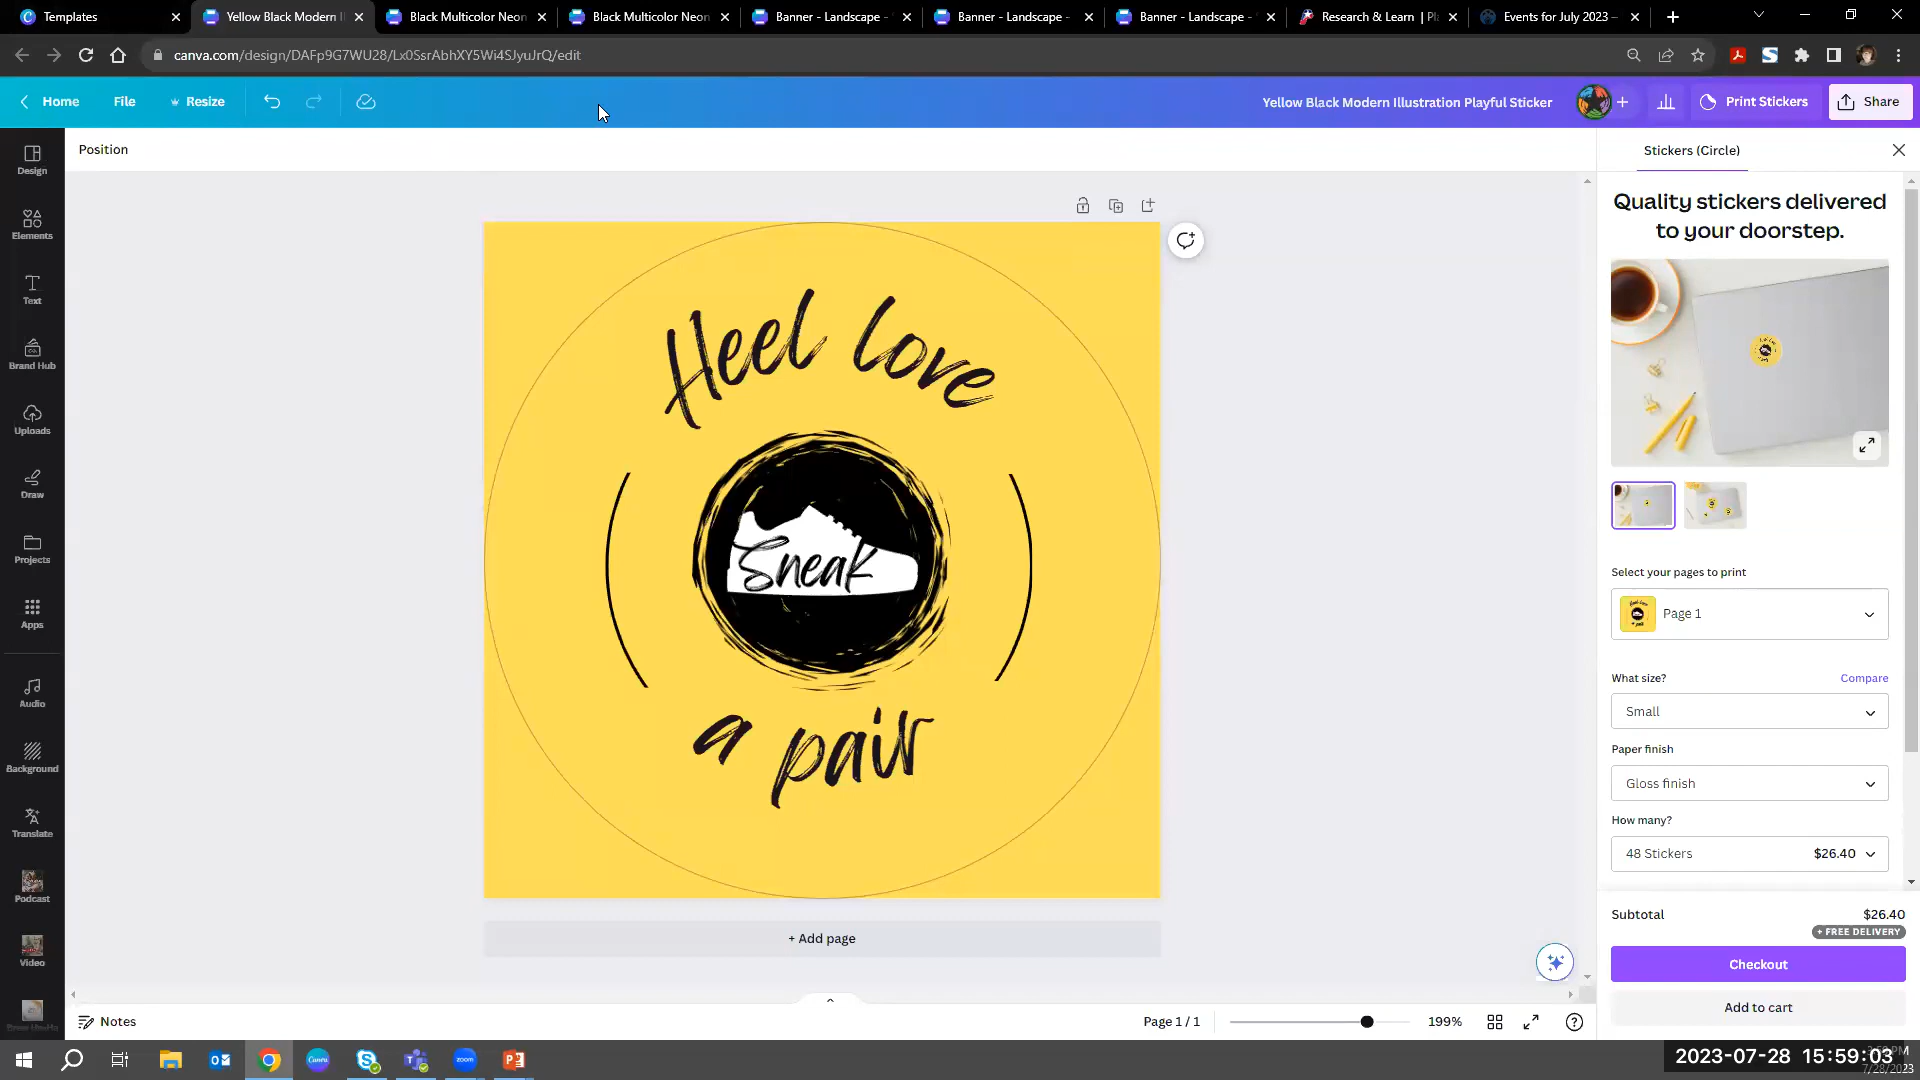 Templates
Yellow Black Modern Il
Black Multicolor Neon
Black Multicolor Neon
Banner - Landscape -
Banner - Landscape -
Banner - Landscape -
Research & Learn | Pl
Events for July 2023 –
canva.com/design/DAFp9G7WU28/Lx0SsrAbhXY5Wi4SJyuJrQ/edit
Home
File
Resize
Yellow Black Modern Illustration Playful Sticker
Print Stickers
Share
Position
Design
Elements
Text
Brand Hub
Uploads
Draw
Projects
Apps
Audio
Background
Translate
Podcast
Video
Heel love
Sneak
a pair
+ Add page
Stickers (Circle)
Quality stickers delivered
to your doorstep.
Select your pages to print
Page 1
What size?
Compare
Small
Paper finish
Gloss finish
How many?
48 Stickers $26.40
Subtotal $26.40
+ FREE DELIVERY
Checkout
Add to cart
Notes
Page 1 / 1
199%
2023-07-28 15:59:03
7/28/2023